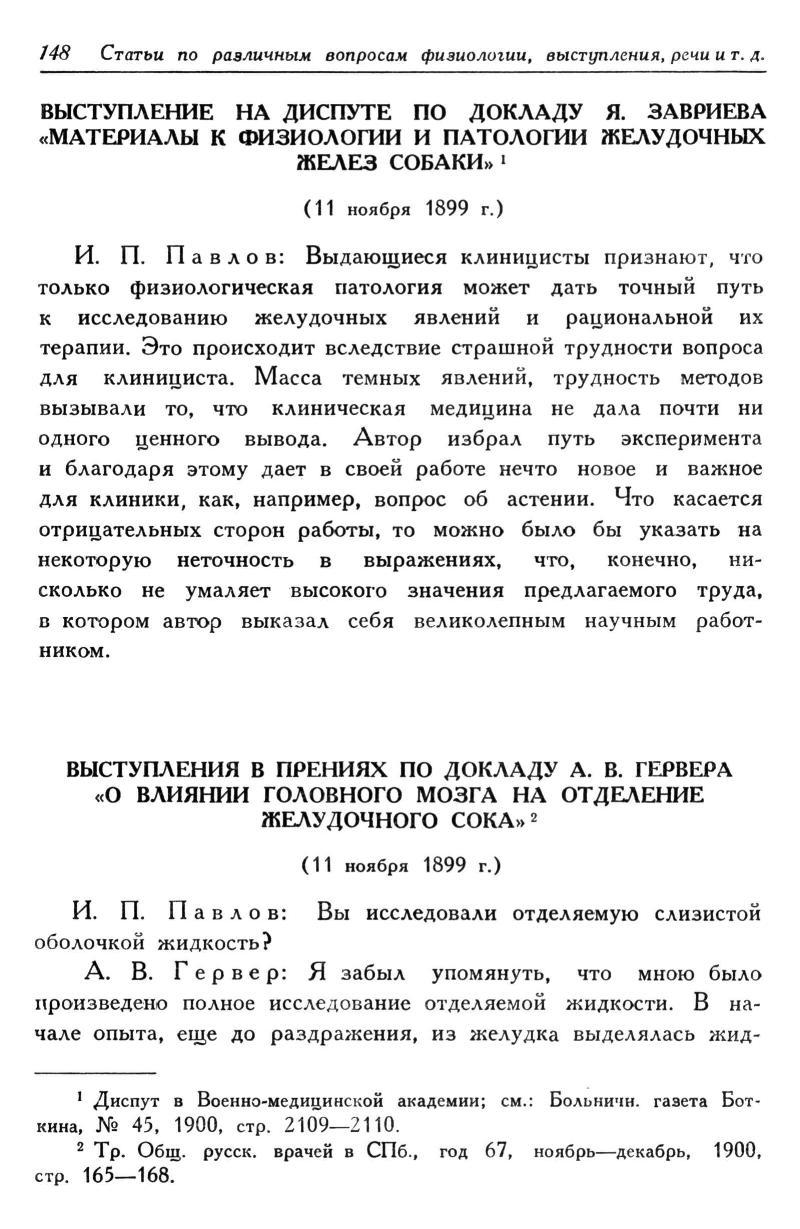 148 Статьи по различным вопросам физиологии, выступления, речи и т. д.
ВЫСТУПЛЕНИЕ НА ДИСПУТЕ ПО ДОКЛАДУ Я. ЗАВРИЕВА
«МАТЕРИАЛЫ К ФИЗИОЛОГИИ И ПАТОЛОГИИ ЖЕЛУДОЧНЫХ
ЖЕЛЕЗ СОБАКИ» ¹
(11 ноября 1899 г.)
И. П. Павлов: Выдающиеся клиницисты признают, что
только физиологическая патология может дать точный путь
к исследованию желудочных явлений и рациональной их
терапии. Это происходит вследствие страшной трудности вопроса
для клинициста. Масса темных явлений, трудность методов
вызывали то, что клиническая медицина не дала почти ни
одного ценного вывода. Автор избрал путь эксперимента
и благодаря этому дает в своей работе нечто новое и важное
для клиники, как, например, вопрос об астении. Что касается
отрицательных сторон работы, то можно было бы указать на
некоторую неточность в выражениях, что, конечно, ни-
сколько не умаляет высокого значения предлагаемого труда,
в котором автор выказал себя великолепным научным работ-
ником.
ВЫСТУПЛЕНИЯ В ПРЕНИЯХ ПО ДОКЛАДУ А. В. ГЕРВЕРА
«О ВЛИЯНИИ ГОЛОВНОГО МОЗГА НА ОТДЕЛЕНИЕ
ЖЕЛУДОЧНОГО СОКА» ²
(11 ноября 1899 г.)
И. П. Павлов: Вы исследовали отделяемую слизистой
оболочкой жидкость?
А. В. Гервер: Я забыл упомянуть, что мною было
произведено полное исследование отделяемой жидкости. В на-
чале опыта, еще до раздражения, из желудка выделялась жид-
¹ Диспут в Военно-медицинской академии; см.: Больничн. газета Бот-
кина, № 45, 1900, стр. 2109—2110.
² Тр. Общ. русск. врачей в СПб., год 67, ноябрь—декабрь, 1900,
стр. 165—168.